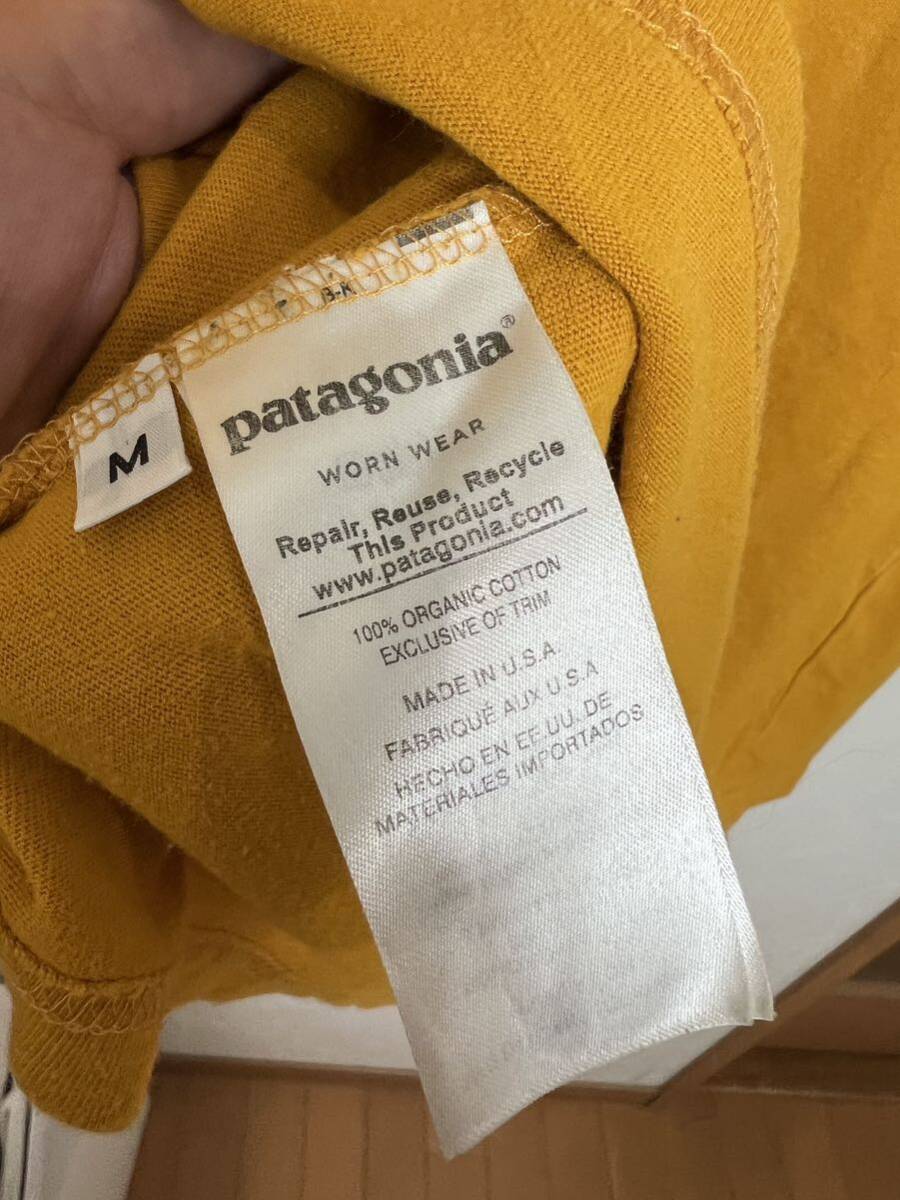 M
patagonia®
WORN WEAR
Repair, Reuse, Recycle
This Product
www.patagonia.com
100% ORGANIC COTTON
EXCLUSIVE OF TRIM
MADE IN U.S.A.
FABRIQUÉ AUX U.S.A
HECHO EN EE.UU. DE
MATERIALES IMPORTADOS